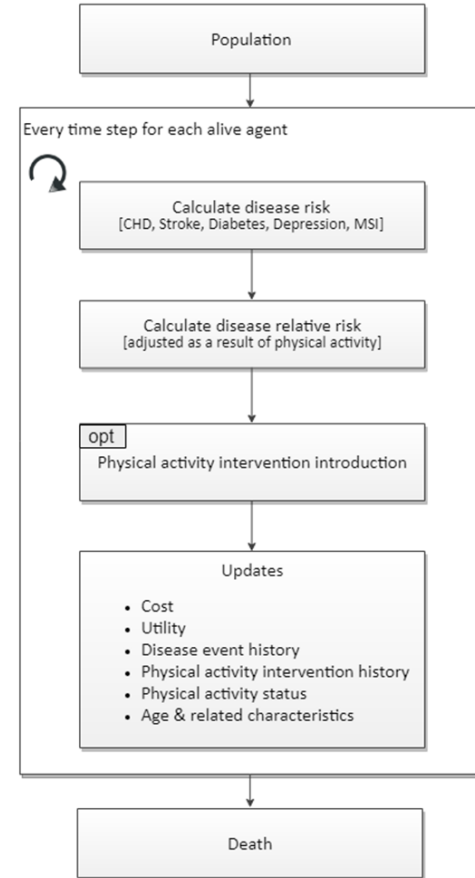 Population
Every time step for each alive agent
Calculate disease risk
[CHD, Stroke, Diabetes, Depression, MSI]
Calculate disease relative risk
[adjusted as a result of physical activity]
opt
Physical activity intervention introduction
Updates
• Cost
• Utility
• Disease event history
• Physical activity intervention history
• Physical activity status
• Age & related characteristics
Death